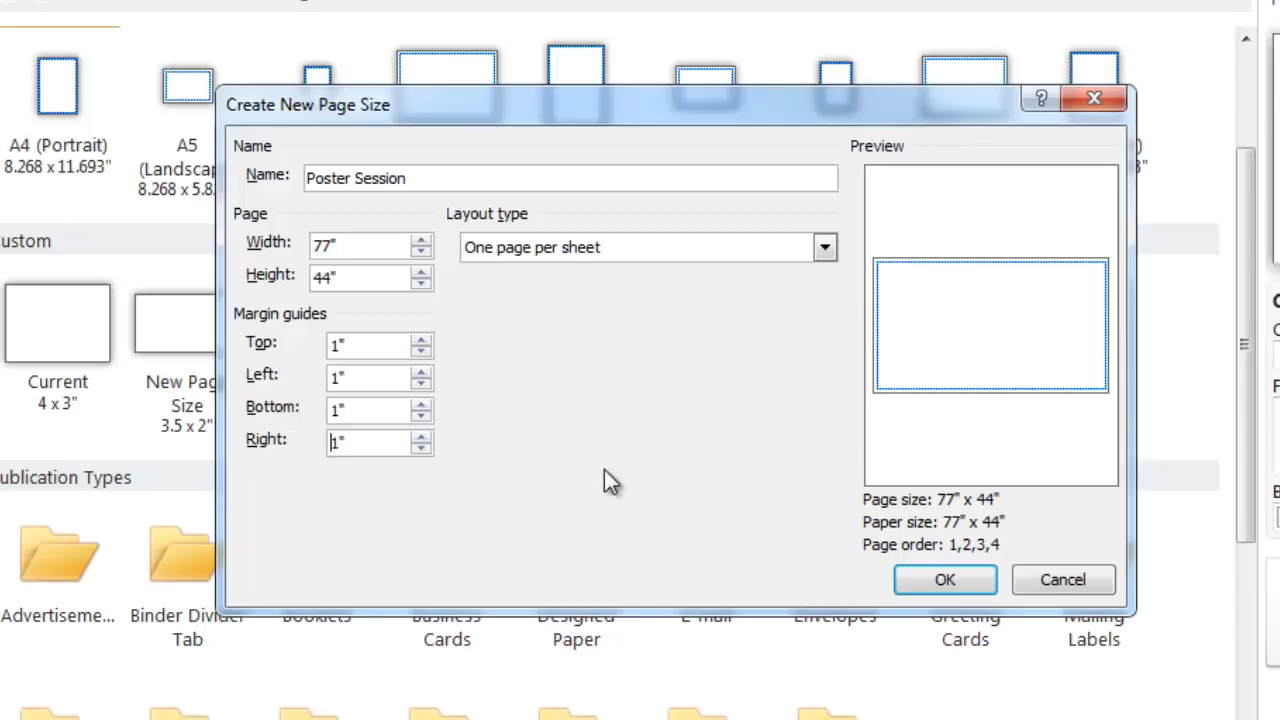 Create New Page Size
A4 (Portrait)
8.268 x 11.693"
A5
(Landscap
8.268 x 5.8
Name
Name: Poster Session
Preview
Page
Layout type
Width: 77"
One page per sheet
Height: 44"
ustom
Margin guides
Top: 1"
Left: 1"
Bottom: 1"
Right: 1"
Current
4 x 3"
New Pag
Size
3.5 x 2"
ublication Types
Page size: 77" x 44"
Paper size: 77" x 44"
Page order: 1,2,3,4
OK
Cancel
Advertiseme...
Binder Divider
Tab
Booklets
Business
Cards
Designed
Paper
E-mail
Envelopes
Greeting
Cards
Mailing
Labels